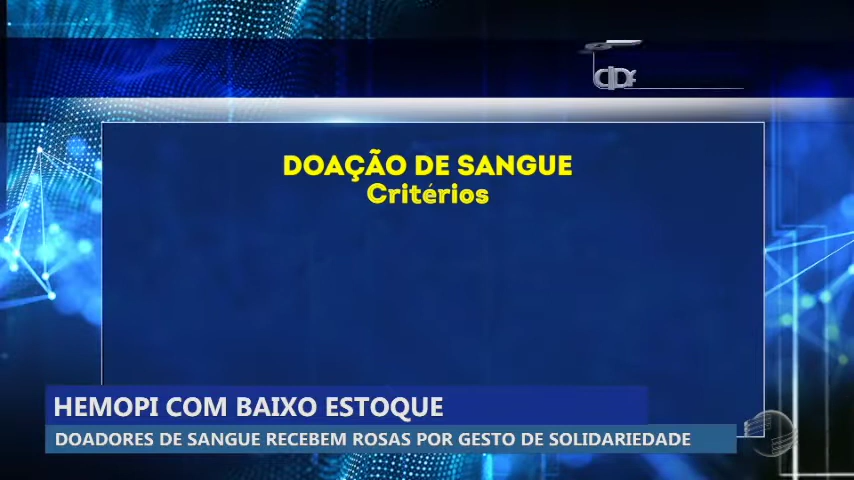 DOAÇÃO DE SANGUE
Critérios
HEMOPI COM BAIXO ESTOQUE
DOADORES DE SANGUE RECEBEM ROSAS POR GESTO DE SOLIDARIEDADE